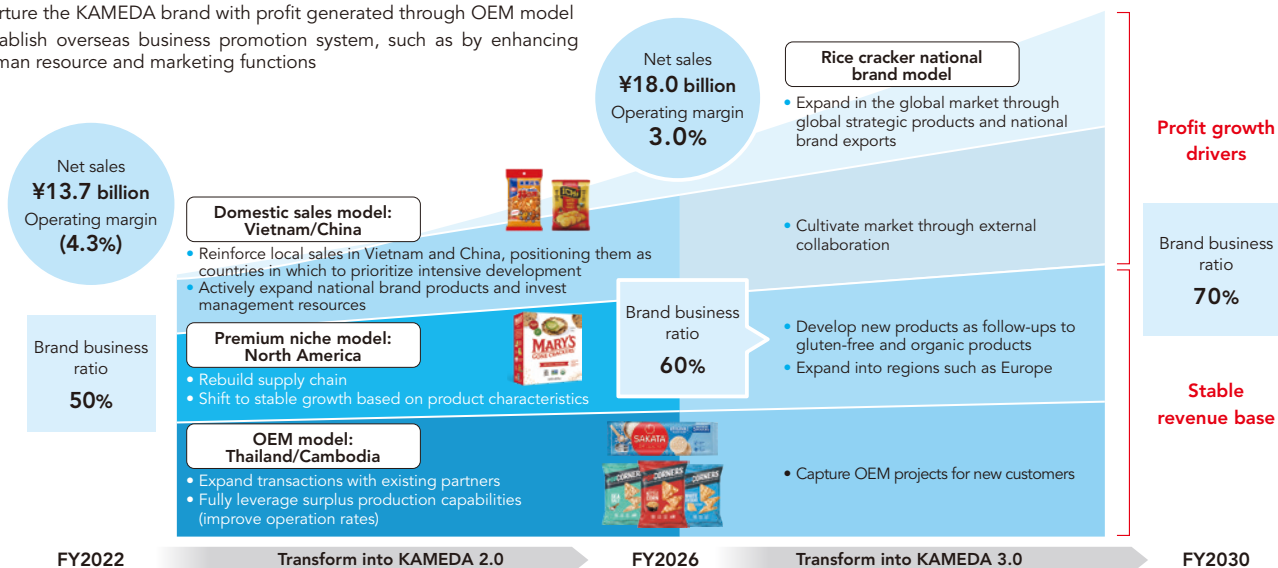 rture the KAMEDA brand with profit generated through OEM model
ablish overseas business promotion system, such as by enhancing
man resource and marketing functions
Net sales
¥13.7 billion
Operating margin
(4.3%)
Brand business
ratio
50%
Domestic sales model:
Vietnam/China
• Reinforce local sales in Vietnam and China, positioning them as
countries in which to prioritize intensive development
• Actively expand national brand products and invest
management resources
Premium niche model:
North America
• Rebuild supply chain
• Shift to stable growth based on product characteristics
OEM model:
Thailand/Cambodia
• Expand transactions with existing partners
• Fully leverage surplus production capabilities
(improve operation rates)
ICHI
MARY'S
GONE CRACKERS
SAKATA
CORNERS
CORNERS
CORNERS
Net sales
¥18.0 billion
Operating margin
3.0%
Brand business
ratio
60%
Rice cracker national
brand model
• Expand in the global market through
global strategic products and national
brand exports
• Cultivate market through external
collaboration
• Develop new products as follow-ups to
gluten-free and organic products
• Expand into regions such as Europe
• Capture OEM projects for new customers
Profit growth
drivers
Brand business
ratio
70%
Stable
revenue base
FY2022
Transform into KAMEDA 2.0
FY2026
Transform into KAMEDA 3.0
FY2030